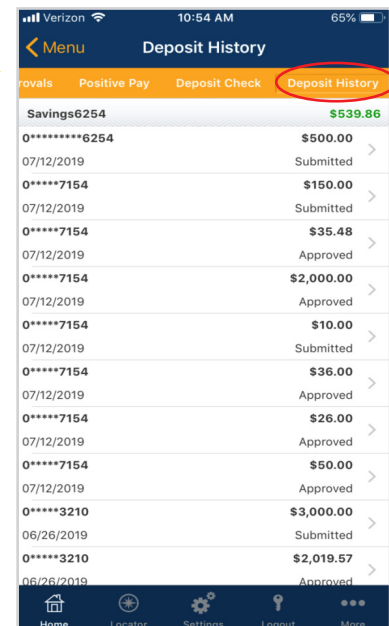 Verizon 10:54 AM 65%
Menu Deposit History
rovals Positive Pay Deposit Check Deposit History
Savings6254 $539.86
0*********6254 $500.00
07/12/2019 Submitted
0*****7154 $150.00
07/12/2019 Submitted
0*****7154 $35.48
07/12/2019 Approved
0*****7154 $2,000.00
07/12/2019 Approved
0*****7154 $10.00
07/12/2019 Submitted
0*****7154 $36.00
07/12/2019 Approved
0*****7154 $26.00
07/12/2019 Approved
0*****7154 $50.00
07/12/2019 Approved
0*****3210 $3,000.00
06/26/2019 Submitted
0*****3210 $2,019.57
06/26/2019 Approved
Home Locator Settings Logout More